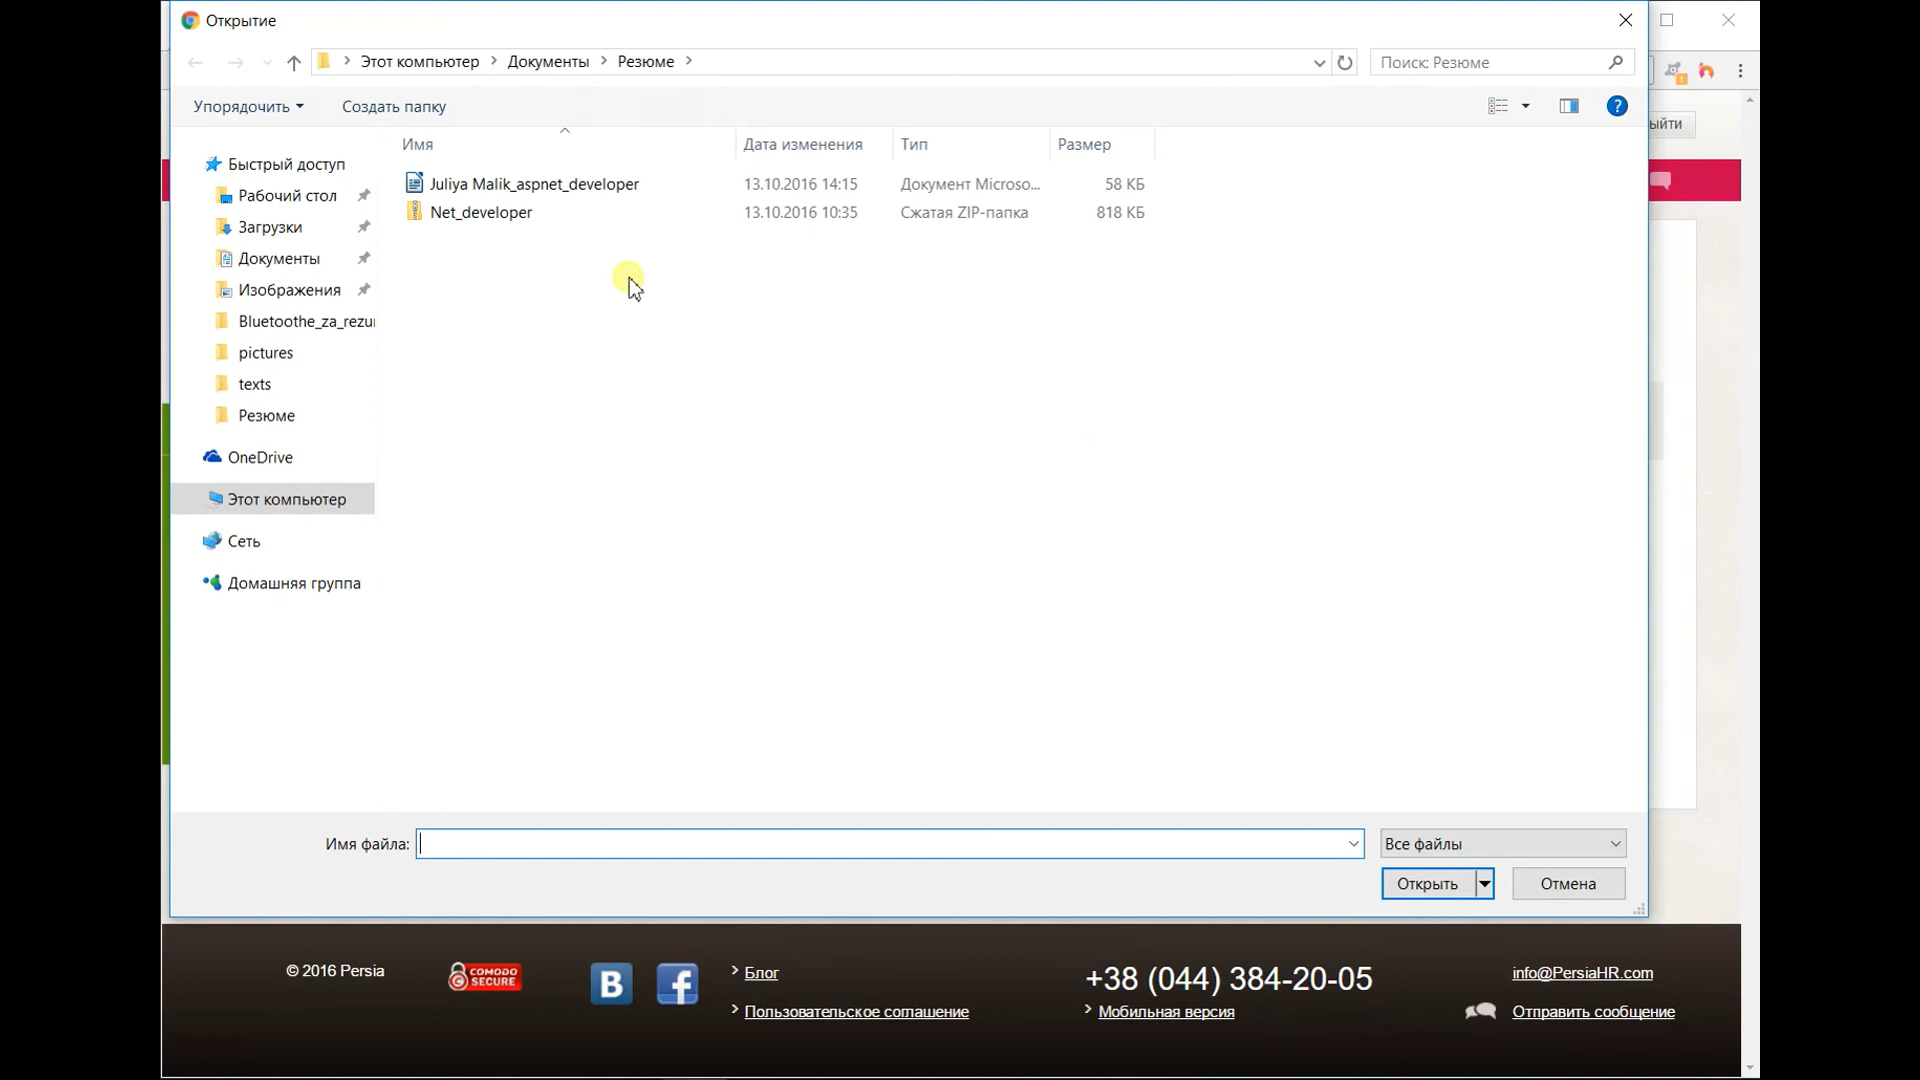 Открытие
Этот компьютер Документы Резюме
Поиск: Резюме
Упорядочить Создать папку
?
ыйти
Имя Дата изменения Тип Размер
Быстрый доступ
Рабочий стол
Загрузки
Документы
Изображения
Bluetoothe_za_rezu
pictures
texts
Резюме
OneDrive
Этот компьютер
Сеть
Домашняя группа
Juliya Malik_aspnet_developer 13.10.2016 14:15 Документ Microso... 58 КБ
Net_developer 13.10.2016 10:35 Сжатая ZIP-папка 818 КБ
Имя файла: Все файлы
Открыть Отмена
© 2016 Persia
COMODO
SECURE
B
f
Блог
Пользовательское соглашение
+38 (044) 384-20-05
Мобильная версия
info@PersiaHR.com
Отправить сообщение